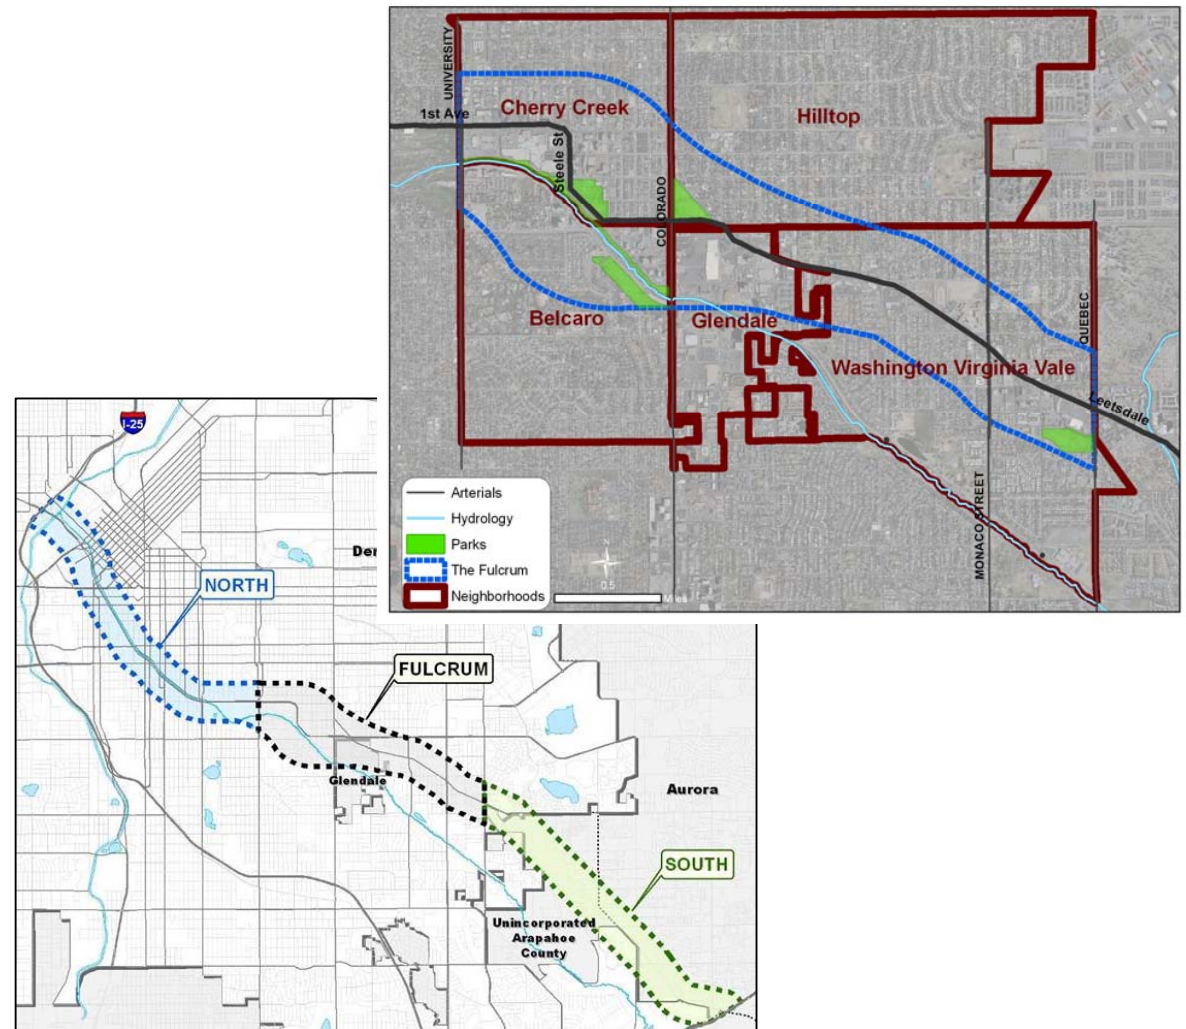 UNIVERSITY
Cherry Creek
Hilltop
1st Ave
Steele St
COLORADO
Belcaro
Glendale
QUEBEC
Washington Virginia Vale
Leetsdale
MONACO STREET
Arterials
Hydrology
Parks
The Fulcrum
Neighborhoods
N
0.5
Miles
I-25
NORTH
FULCRUM
Glendale
Aurora
SOUTH
Unincorporated
Arapahoe
County